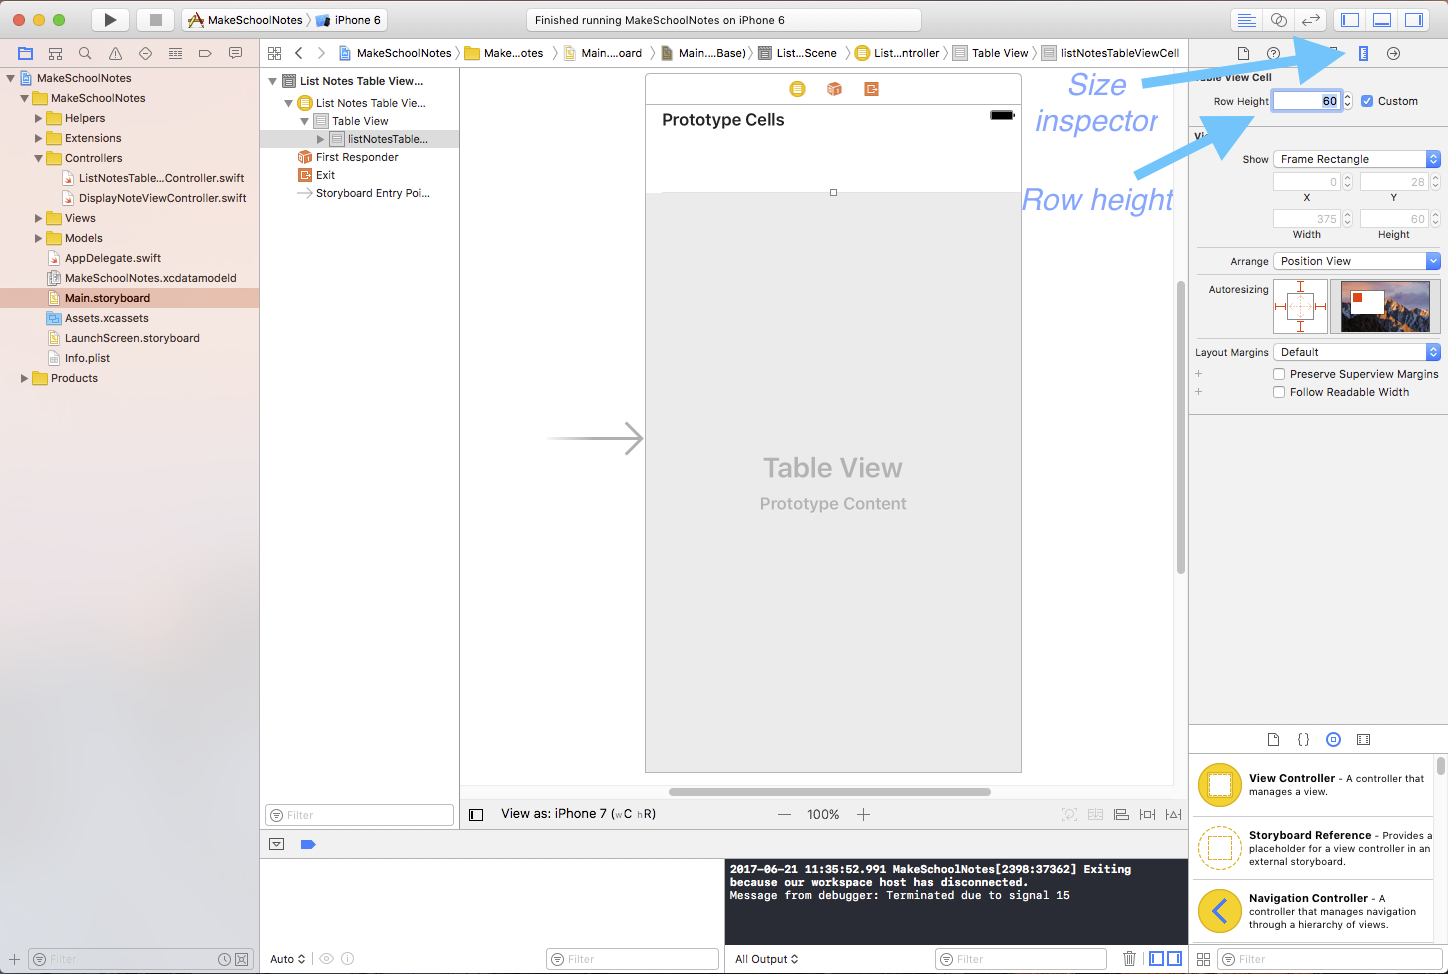 MakeSchoolNotes
iPhone 6
Finished running MakeSchoolNotes on iPhone 6
MakeSchoolNotes
Make...otes
Main....oard
Main....Base)
List...Scene
List...ntroller
Table View
listNotesTableViewCell
MakeSchoolNotes
MakeSchoolNotes
Helpers
Extensions
Controllers
ListNotesTable...Controller.swift
DisplayNoteViewController.swift
Views
Models
AppDelegate.swift
MakeSchoolNotes.xcdatamodeld
Main.storyboard
Assets.xcassets
LaunchScreen.storyboard
Info.plist
Products
Filter
List Notes Table View...
List Notes Table Vie...
Table View
listNotesTable...
First Responder
Exit
Storyboard Entry Poi...
Filter
Prototype Cells
Table View
Prototype Content
Size
inspector
Row height
View as: iPhone 7 (wC hR)
100%
Table View Cell
Row Height 60 Custom
Show Frame Rectangle
0 28
X Y
375 60
Width Height
Arrange Position View
Autoresizing
Layout Margins Default
Preserve Superview Margins
Follow Readable Width
View Controller - A controller that
manages a view.
Storyboard Reference - Provides a
placeholder for a view controller in an
external storyboard.
Navigation Controller - A
controller that manages navigation
through a hierarchy of views.
Filter
2017-06-21 11:35:52.991 MakeSchoolNotes[2398:37362] Exiting
because our workspace host has disconnected.
Message from debugger: Terminated due to signal 15
Auto
Filter
All Output
Filter